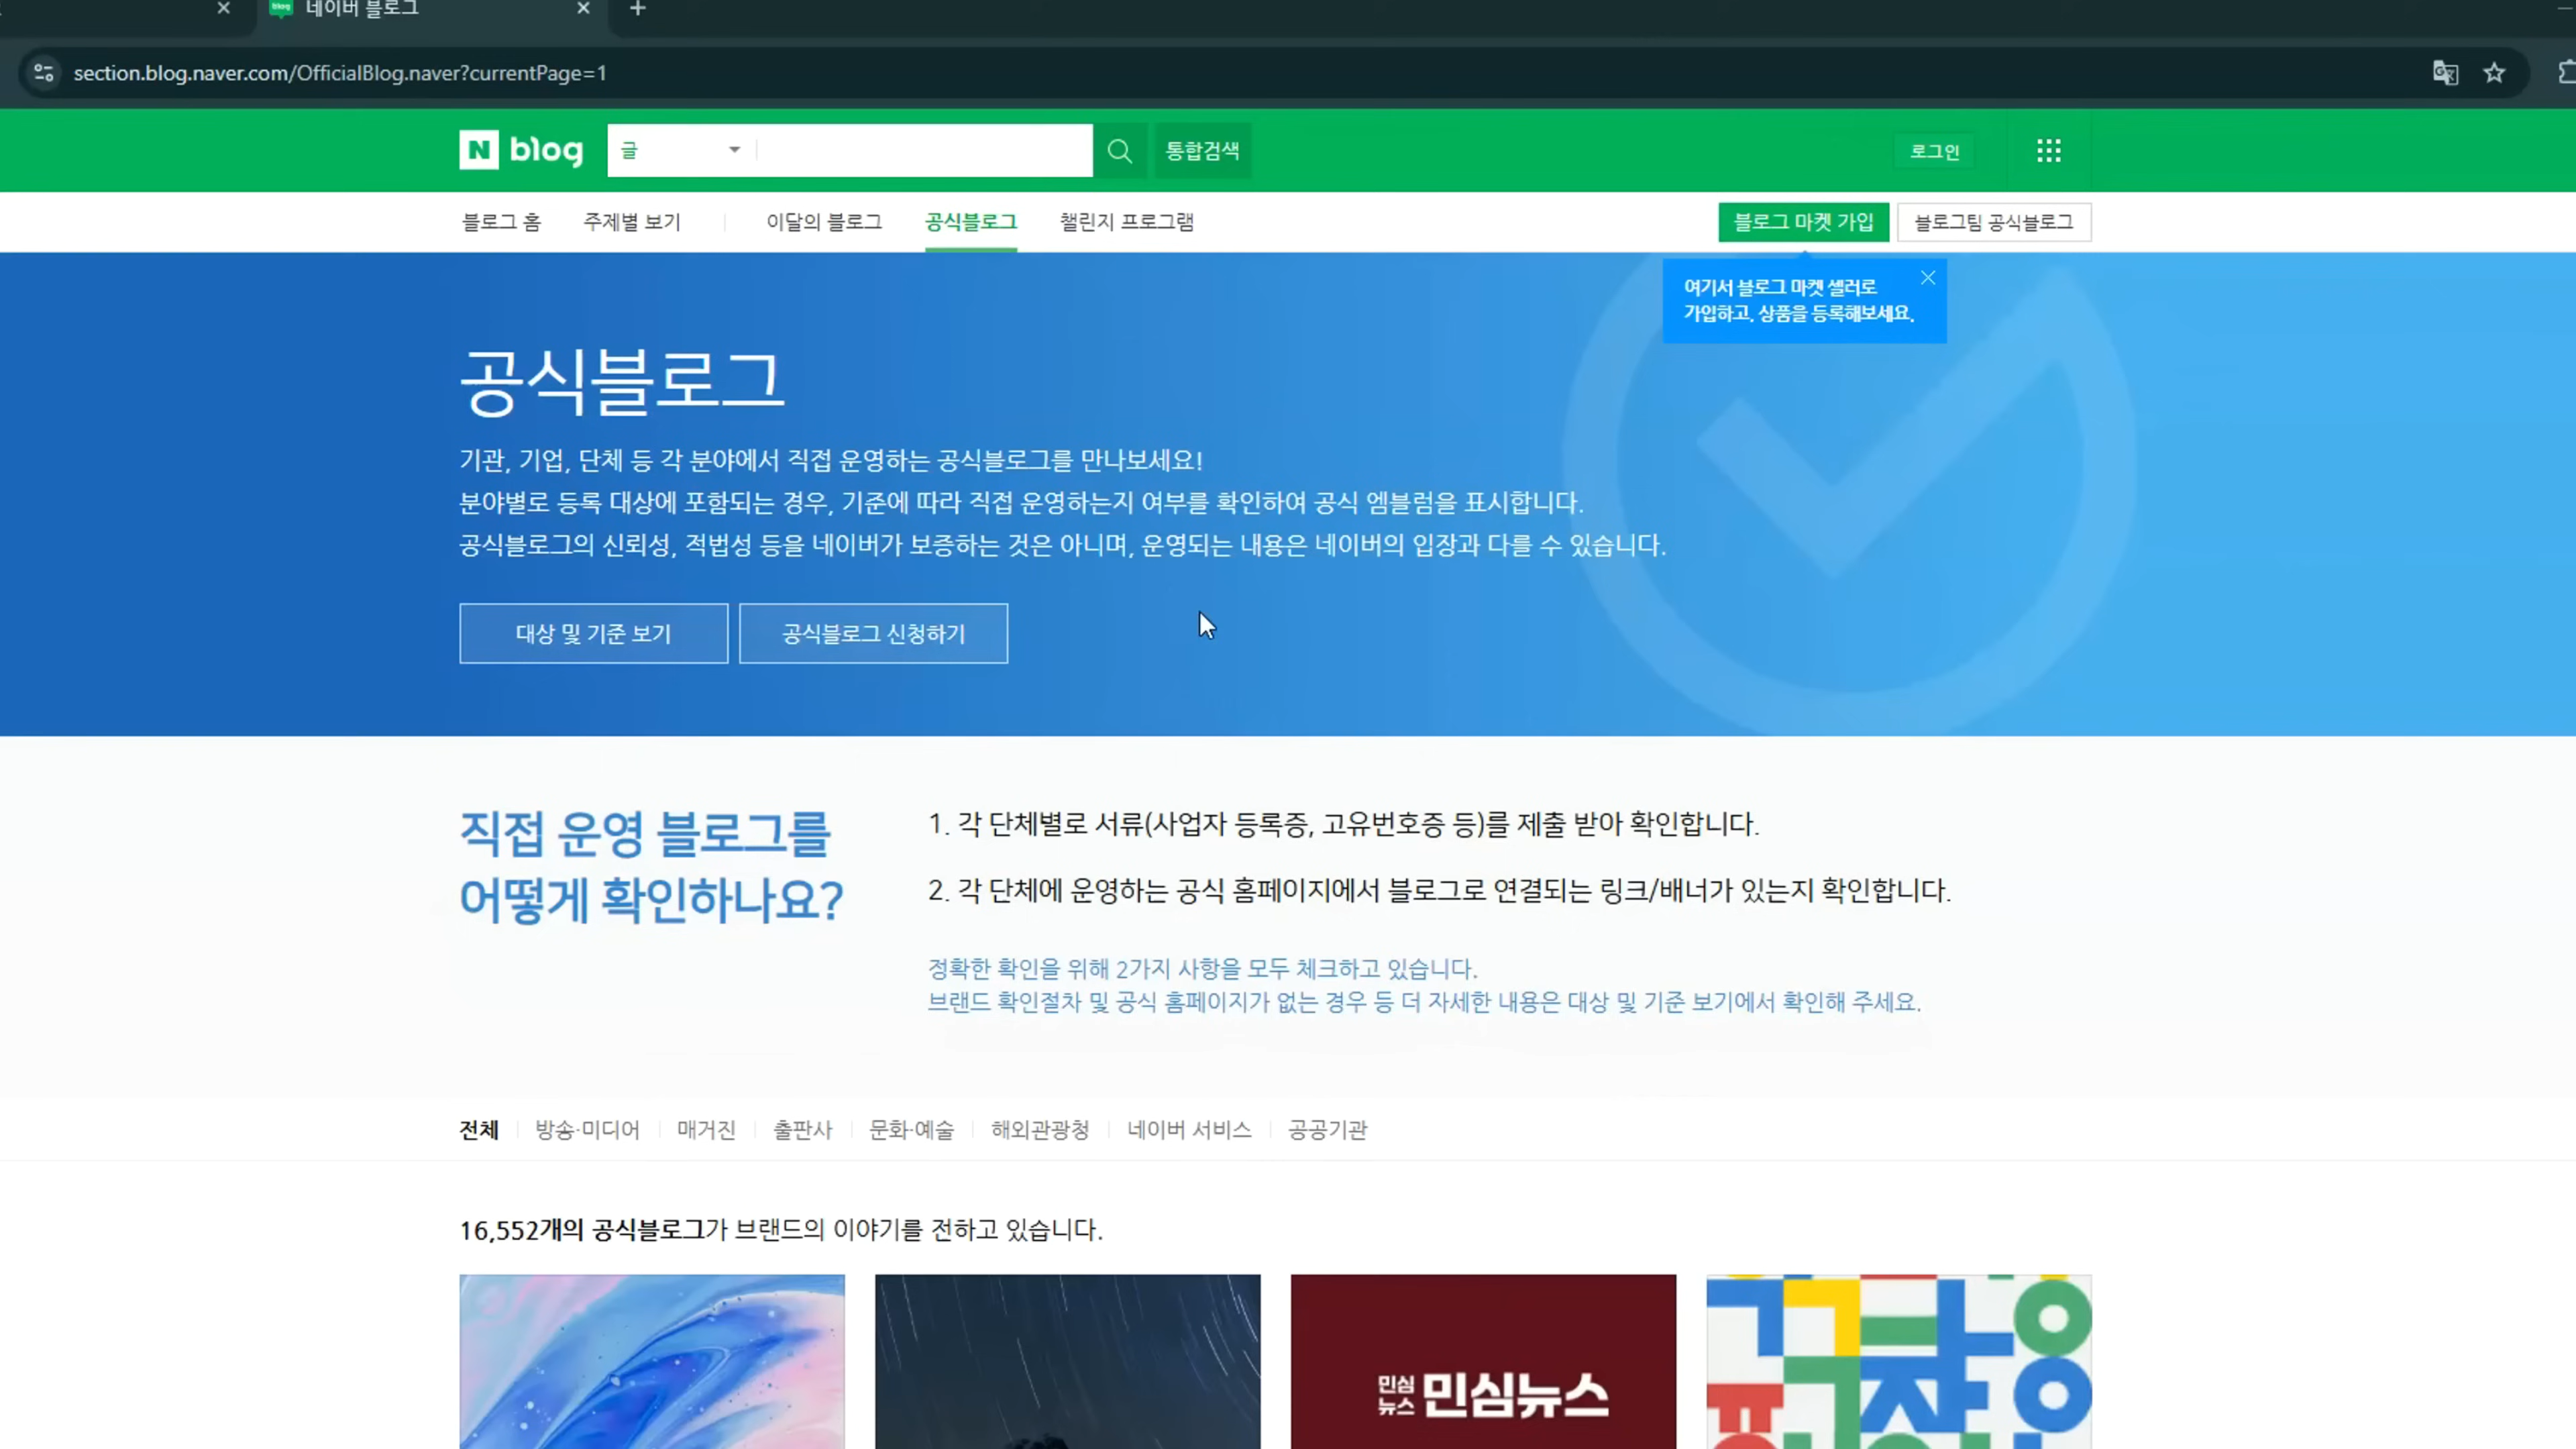 네이버 블로그
section.blog.naver.com/OfficialBlog.naver?currentPage=1
N blog 글 통합검색 로그인
블로그 홈 주제별 보기 이달의 블로그 공식블로그 챌린지 프로그램 블로그 마켓 가입 블로그팀 공식블로그
여기서 블로그 마켓 셀러로
가입하고, 상품을 등록해보세요.
공식블로그
기관, 기업, 단체 등 각 분야에서 직접 운영하는 공식블로그를 만나보세요!
분야별로 등록 대상에 포함되는 경우, 기준에 따라 직접 운영하는지 여부를 확인하여 공식 엠블럼을 표시합니다.
공식블로그의 신뢰성, 적법성 등을 네이버가 보증하는 것은 아니며, 운영되는 내용은 네이버의 입장과 다를 수 있습니다.
대상 및 기준 보기 공식블로그 신청하기
직접 운영 블로그를
어떻게 확인하나요?
1. 각 단체별로 서류(사업자 등록증, 고유번호증 등)를 제출 받아 확인합니다.
2. 각 단체에 운영하는 공식 홈페이지에서 블로그로 연결되는 링크/배너가 있는지 확인합니다.
정확한 확인을 위해 2가지 사항을 모두 체크하고 있습니다.
브랜드 확인절차 및 공식 홈페이지가 없는 경우 등 더 자세한 내용은 대상 및 기준 보기에서 확인해 주세요.
전체 방송·미디어 매거진 출판사 문화·예술 해외관광청 네이버 서비스 공공기관
16,552개의 공식블로그가 브랜드의 이야기를 전하고 있습니다.
민심
뉴스 민심뉴스